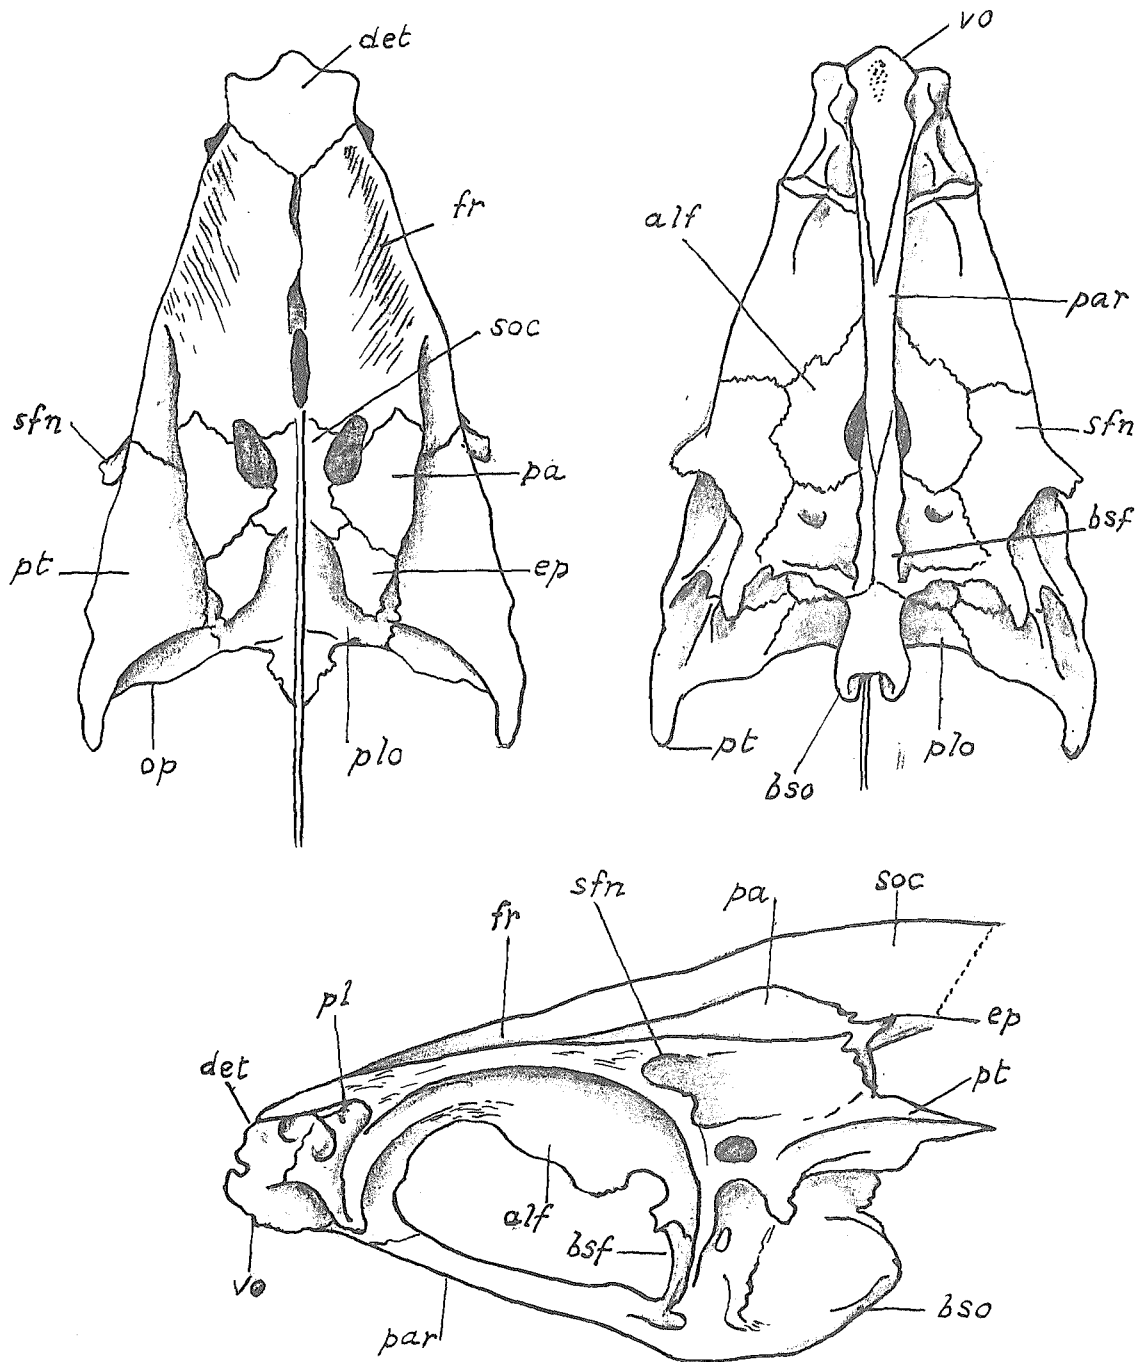 det
fr
soc
sfn
pa
pt
ep
op
plo
vo
alf
par
sfn
bsf
pt
plo
bso
sfn
pa
soc
fr
pl
ep
det
pt
alf
bsf
vo
par
bso